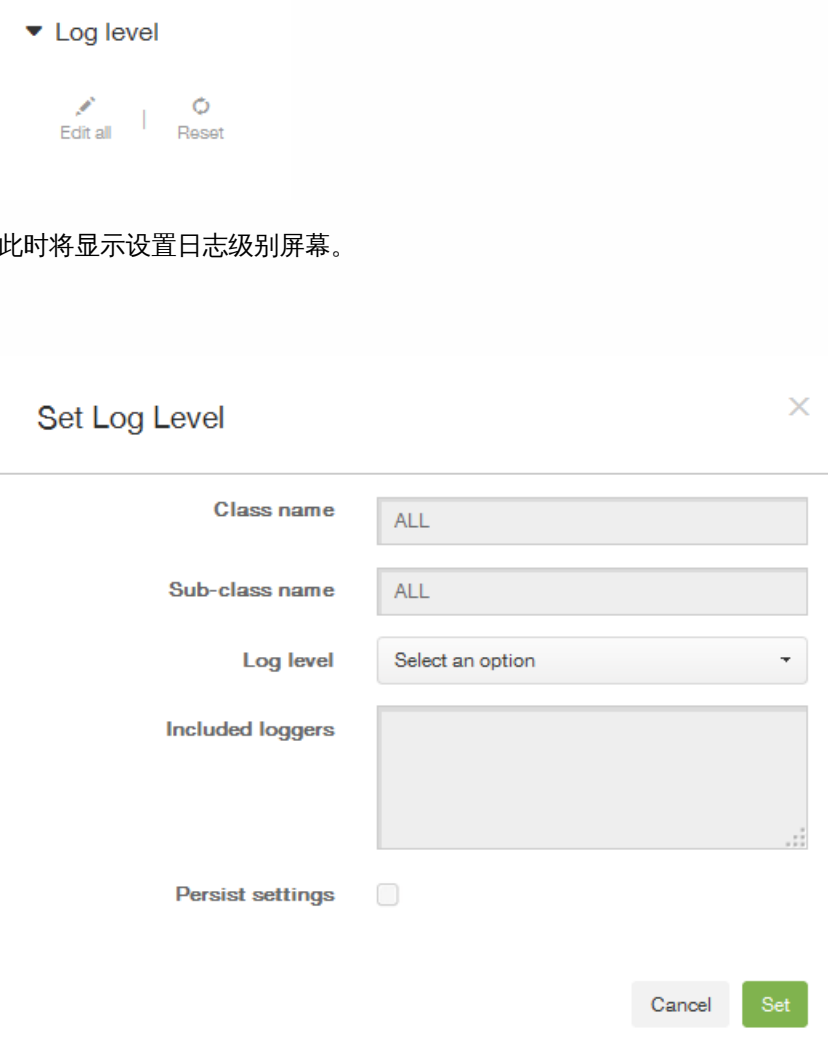 Log level
Edit all | Reset
此时将显示设置日志级别屏幕。
Set Log Level
Class name ALL
Sub-class name ALL
Log level Select an option
Included loggers
Persist settings
Cancel Set